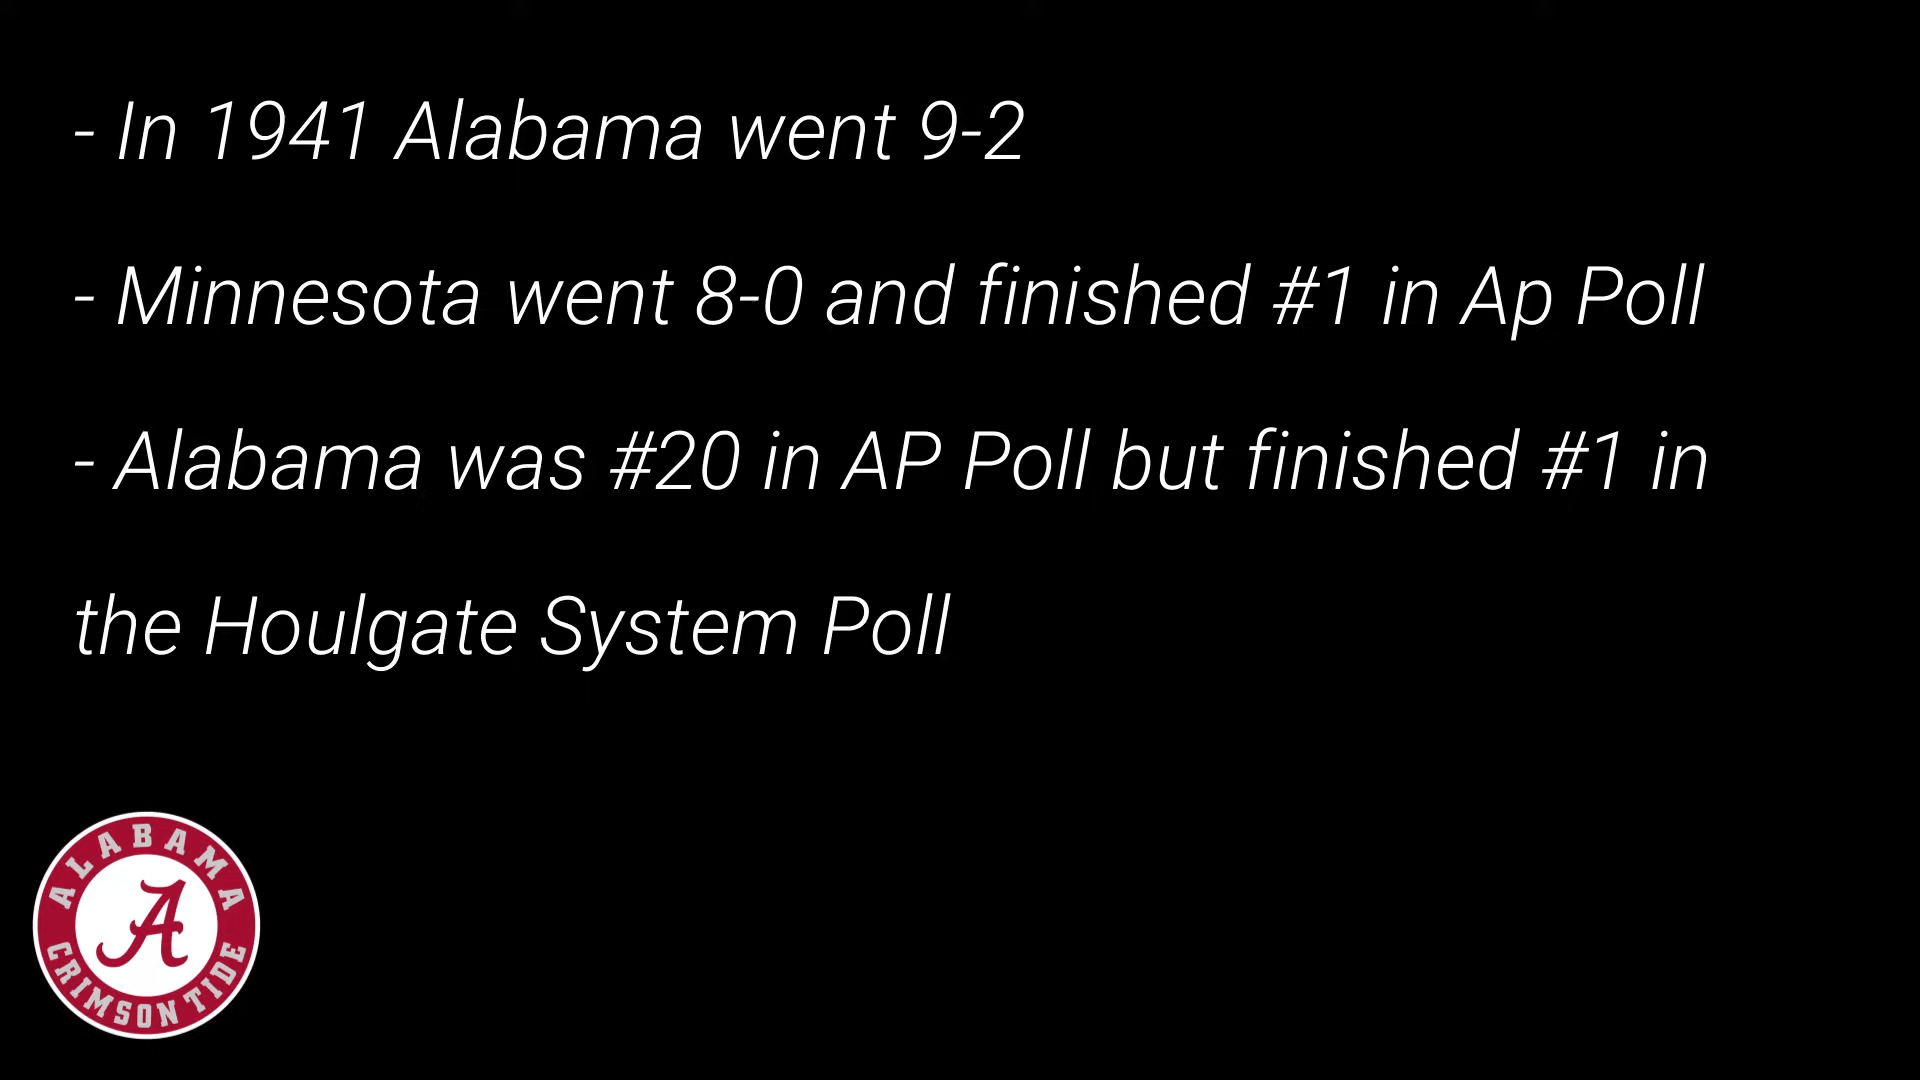 - In 1941 Alabama went 9-2
- Minnesota went 8-0 and finished #1 in Ap Poll
- Alabama was #20 in AP Poll but finished #1 in
the Houlgate System Poll
ALABAMA
A
CRIMSON TIDE